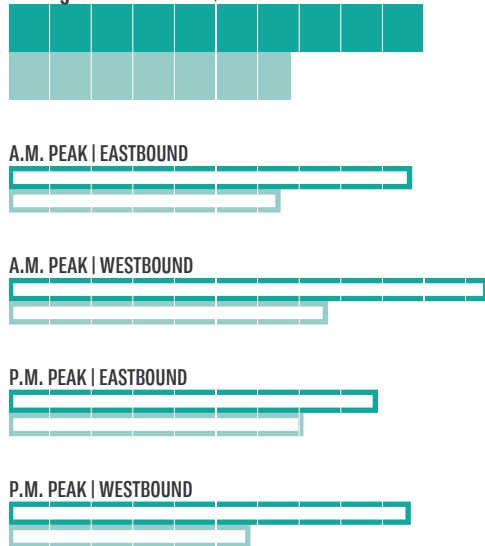 A.M. PEAK | EASTBOUND
A.M. PEAK | WESTBOUND
P.M. PEAK | EASTBOUND
P.M. PEAK | WESTBOUND